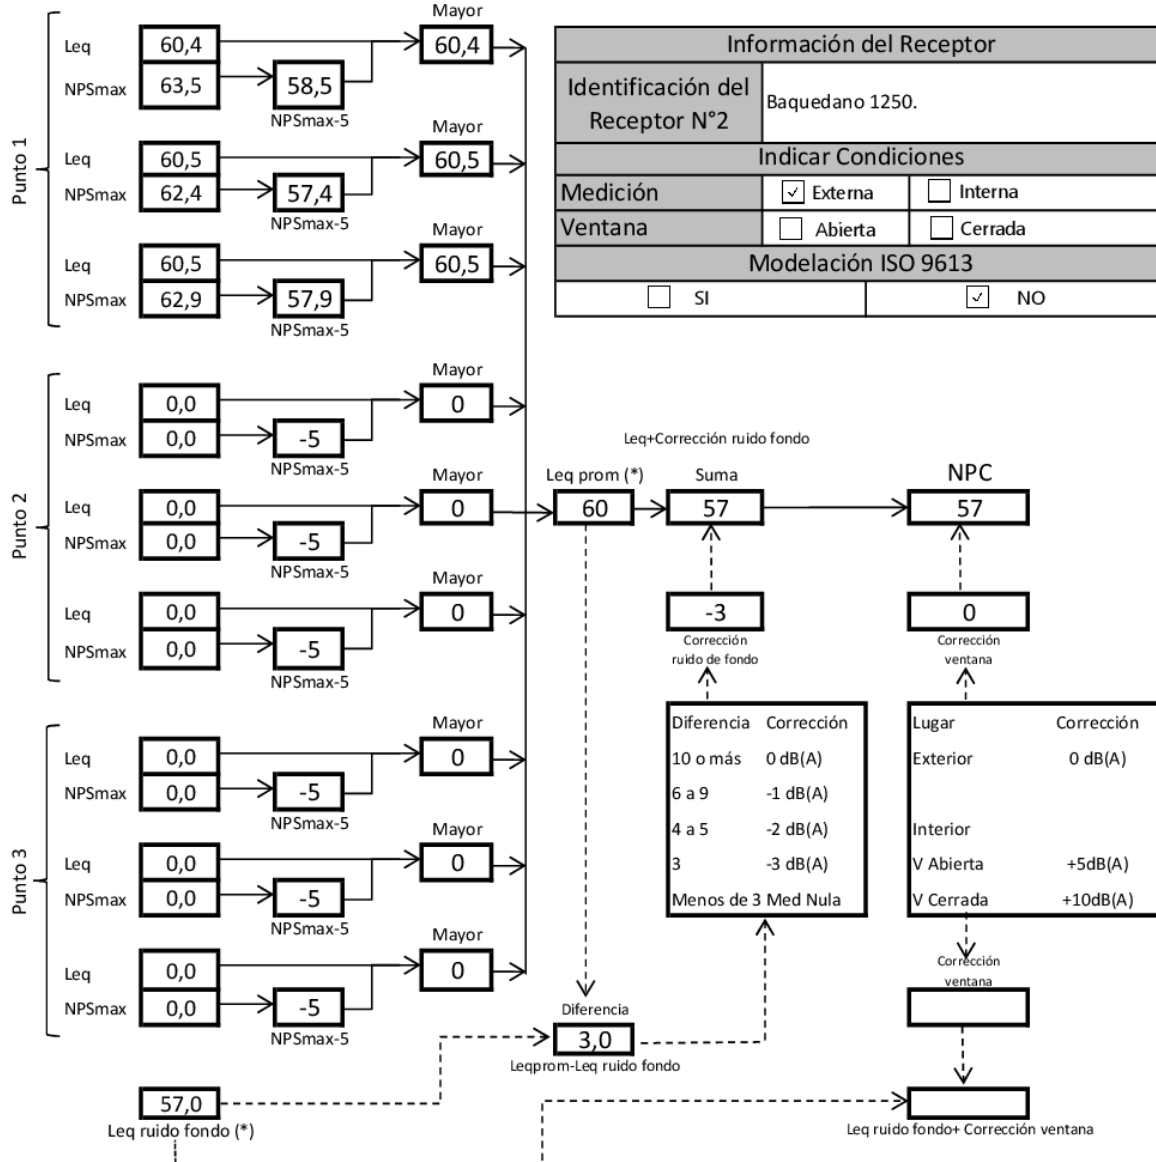 Información del Receptor
Identificación del Receptor N°2
Baquedano 1250.
Indicar Condiciones
Medición
Externa
Interna
Ventana
Abierta
Cerrada
Modelación ISO 9613
SI
NO
Punto 1
Mayor
Leq
60,4
60,4
NPSmax
63,5
58,5
NPSmax-5
Mayor
Leq
60,5
60,5
NPSmax
62,4
57,4
NPSmax-5
Mayor
Leq
60,5
60,5
NPSmax
62,9
57,9
NPSmax-5
Punto 2
Mayor
Leq
0,0
0
NPSmax
0,0
-5
NPSmax-5
Mayor
Leq
0,0
0
NPSmax
0,0
-5
NPSmax-5
Mayor
Leq
0,0
0
NPSmax
0,0
-5
NPSmax-5
Punto 3
Mayor
Leq
0,0
0
NPSmax
0,0
-5
NPSmax-5
Mayor
Leq
0,0
0
NPSmax
0,0
-5
NPSmax-5
Mayor
Leq
0,0
0
NPSmax
0,0
-5
NPSmax-5
57,0
Leq ruido fondo (*)
Leq+Corrección ruido fondo
Leq prom (*)
60
Suma
57
NPC
57
-3
Corrección
ruido de fondo
0
Corrección
ventana
Diferencia Corrección
10 o más 0 dB(A)
6 a 9 -1 dB(A)
4 a 5 -2 dB(A)
3 -3 dB(A)
Menos de 3 Med Nula
Lugar Corrección
Exterior 0 dB(A)
Interior
V Abierta +5dB(A)
V Cerrada +10dB(A)
Corrección
ventana
Diferencia
3,0
Leqprom-Leq ruido fondo
Leq ruido fondo+ Corrección ventana